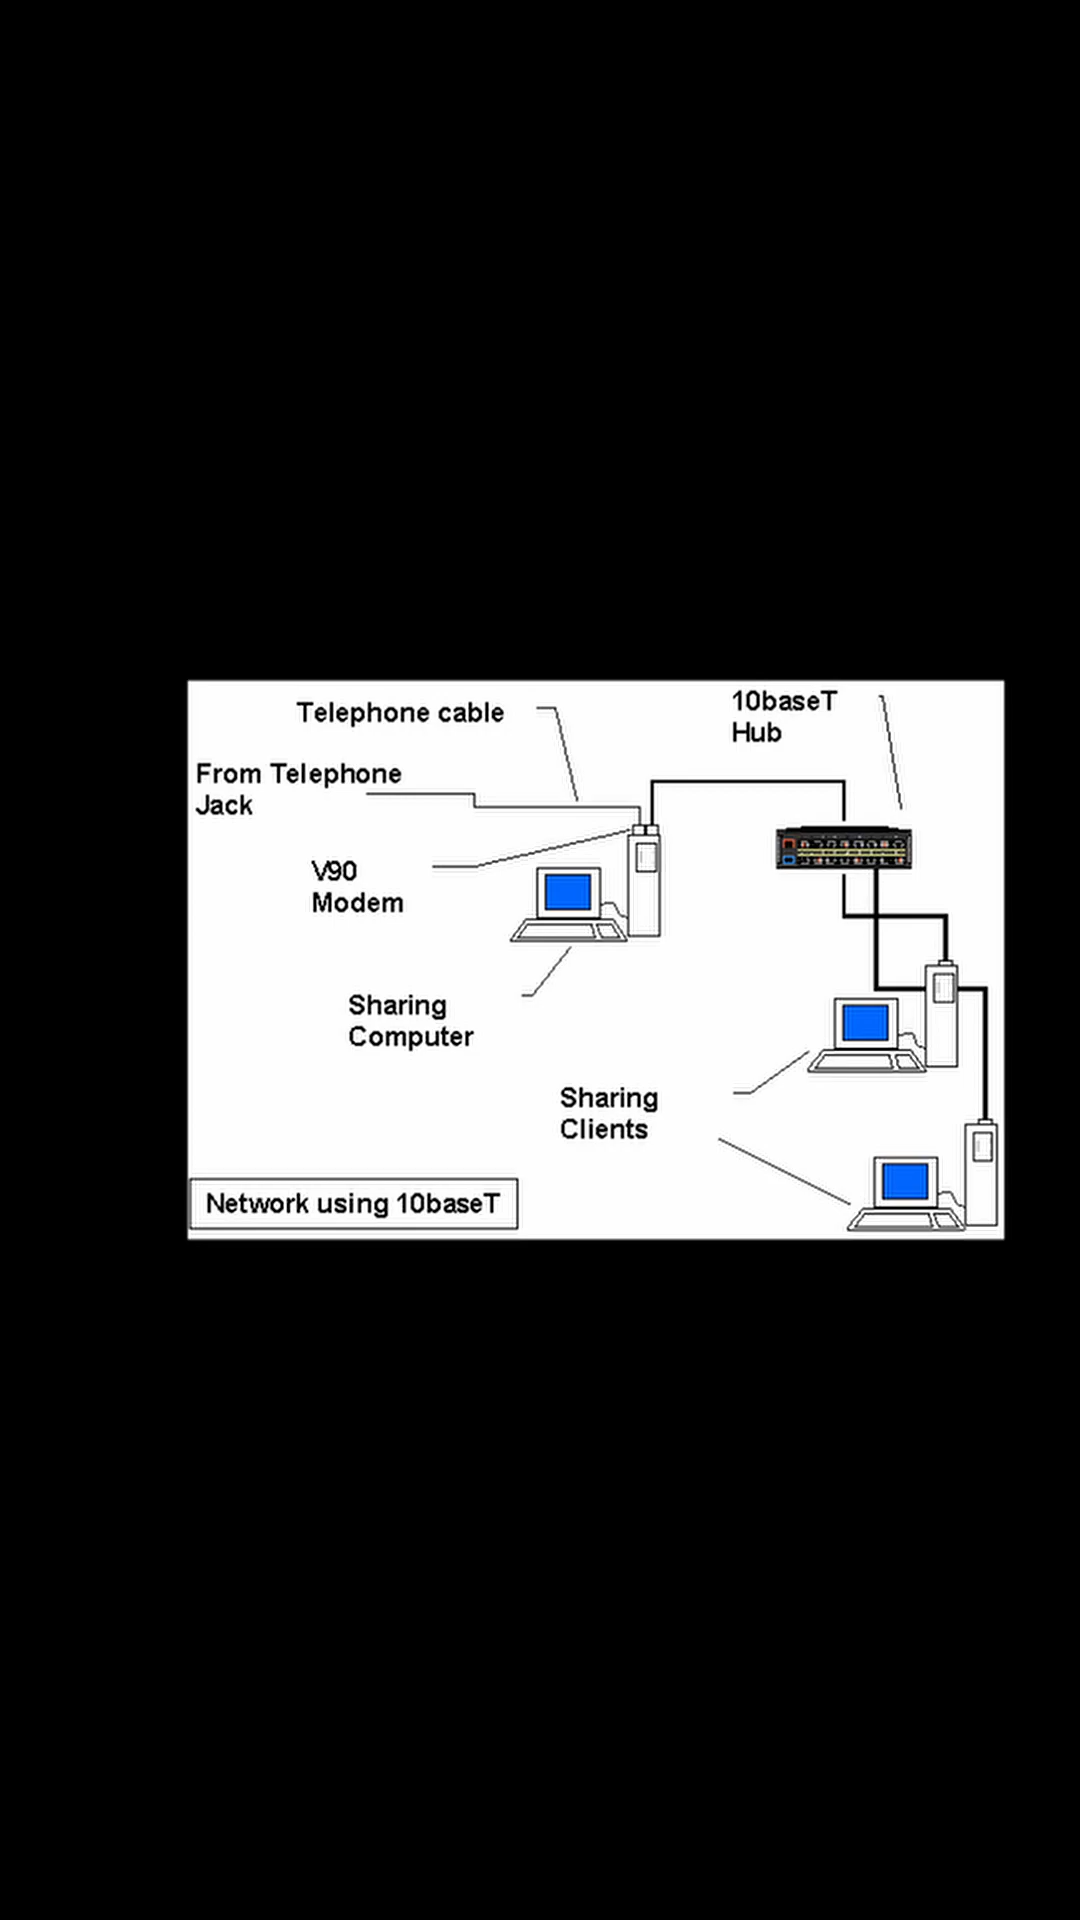 Telephone cable
10baseT
Hub
From Telephone
Jack
V90
Modem
Sharing
Computer
Sharing
Clients
Network using 10baseT